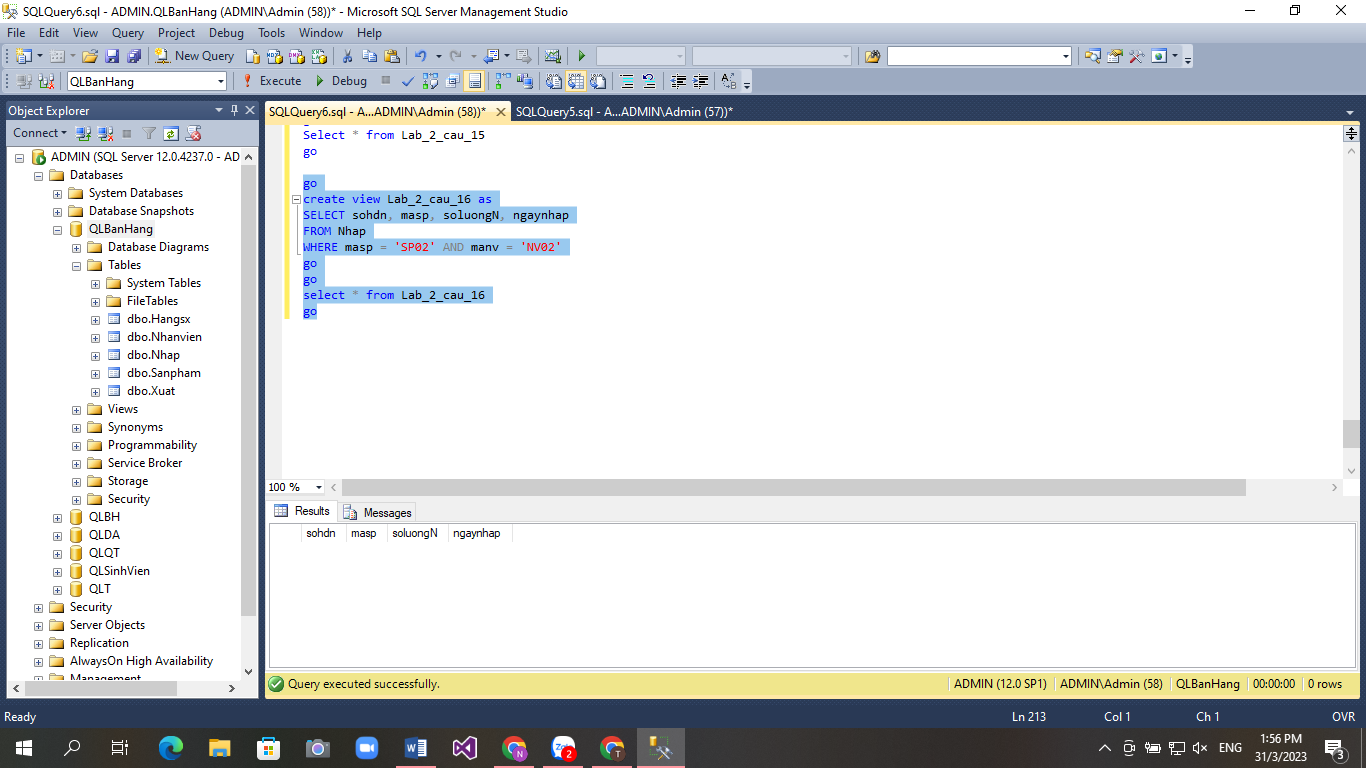 SQLQuery6.sql - ADMIN.QLBanHang (ADMIN\Admin (58))* - Microsoft SQL Server Management Studio
File Edit View Query Project Debug Tools Window Help
New Query
QLBanHang Execute Debug
Object Explorer
Connect
ADMIN (SQL Server 12.0.4237.0 - AD
Databases
System Databases
Database Snapshots
QLBanHang
Database Diagrams
Tables
System Tables
FileTables
dbo.Hangsx
dbo.Nhanvien
dbo.Nhap
dbo.Sanpham
dbo.Xuat
Views
Synonyms
Programmability
Service Broker
Storage
Security
QLBH
QLDA
QLQT
QLSinhVien
QLT
Security
Server Objects
Replication
AlwaysOn High Availability
Management
SQLQuery6.sql - A...ADMIN\Admin (58))* SQLQuery5.sql - A...ADMIN\Admin (57))*
Select * from Lab_2_cau_15
go
go
create view Lab_2_cau_16 as
SELECT sohdn, masp, soluongN, ngaynhap
FROM Nhap
WHERE masp = 'SP02' AND manv = 'NV02'
go
go
select * from Lab_2_cau_16
go
100 %
Results Messages
sohdn masp soluongN ngaynhap
Query executed successfully. ADMIN (12.0 SP1) ADMIN\Admin (58) QLBanHang 00:00:00 0 rows
Ready Ln 213 Col 1 Ch 1 OVR
ENG
1:56 PM
31/3/2023
3